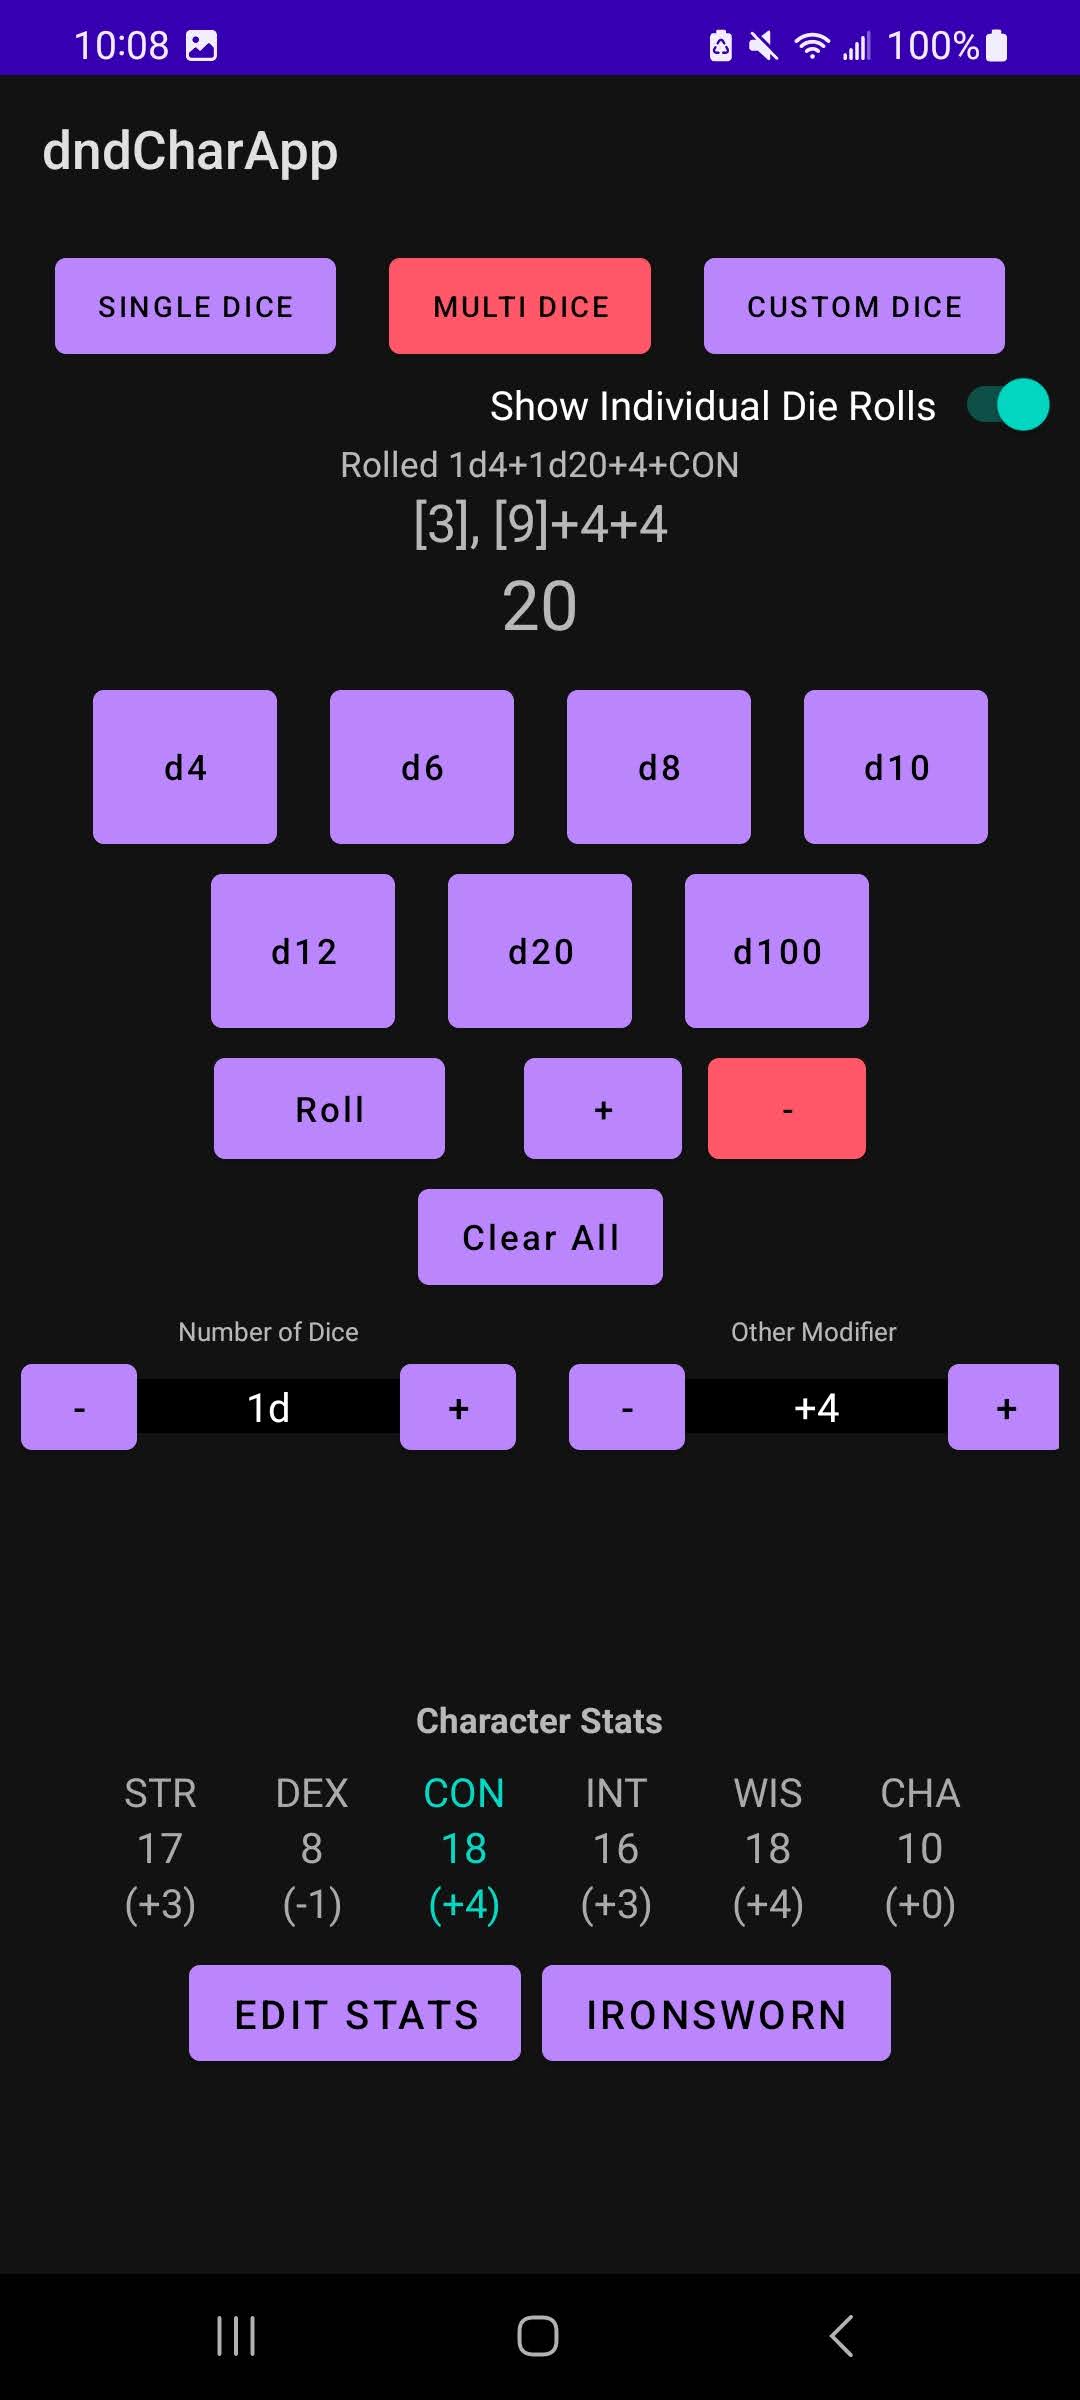 10:08 100%
dndCharApp
SINGLE DICE MULTI DICE CUSTOM DICE
Show Individual Die Rolls
Rolled 1d4+1d20+4+CON
[3], [9]+4+4
20
d4 d6 d8 d10
d12 d20 d100
Roll + -
Clear All
Number of Dice Other Modifier
- 1d + - +4 +
Character Stats
STR DEX CON INT WIS CHA
17 8 18 16 18 10
(+3) (-1) (+4) (+3) (+4) (+0)
EDIT STATS IRONSWORN